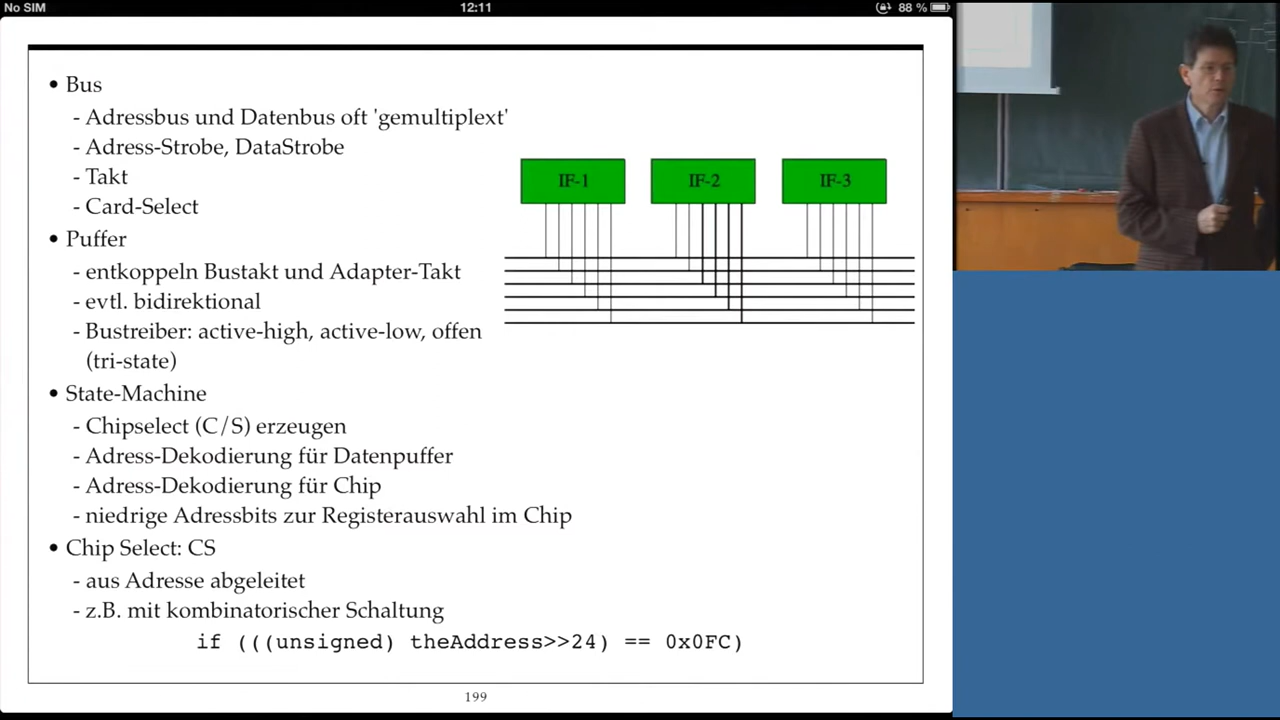 No SIM 12:11 88 %
• Bus
- Adressbus und Datenbus oft 'gemultiplext'
- Adress-Strobe, DataStrobe
- Takt
- Card-Select
• Puffer
- entkoppeln Bustakt und Adapter-Takt
- evtl. bidirektional
- Bustreiber: active-high, active-low, offen
(tri-state)
• State-Machine
- Chipselect (C/S) erzeugen
- Adress-Dekodierung für Datenpuffer
- Adress-Dekodierung für Chip
- niedrige Adressbits zur Registerauswahl im Chip
• Chip Select: CS
- aus Adresse abgeleitet
- z.B. mit kombinatorischer Schaltung
if (((unsigned) theAddress>>24) == 0x0FC)
IF-1 IF-2 IF-3
199